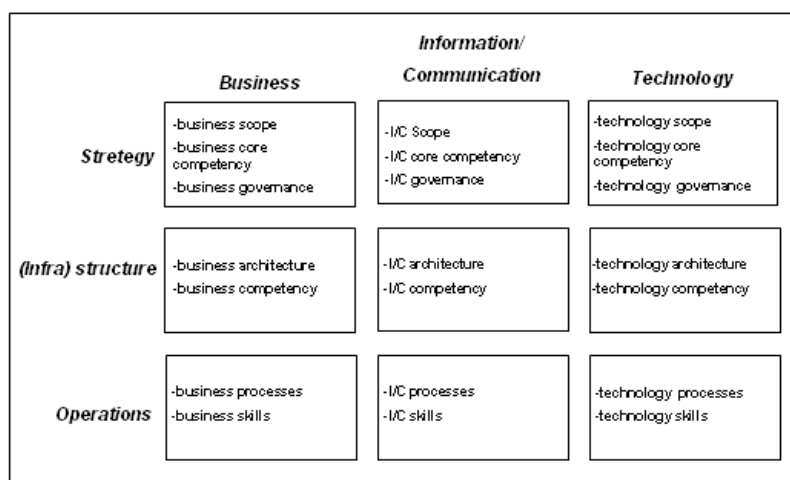 Information/
Communication
Business
Technology
Stretegy
-business scope
-business core
competency
-business governance
-I/C Scope
-I/C core competency
-I/C governance
-technology scope
-technology core
competency
-technology governance
(Infra) structure
-business architecture
-business competency
-I/C architecture
-I/C competency
-technology architecture
-technology competency
Operations
-business processes
-business skills
-I/C processes
-I/C skills
-technology processes
-technology skills